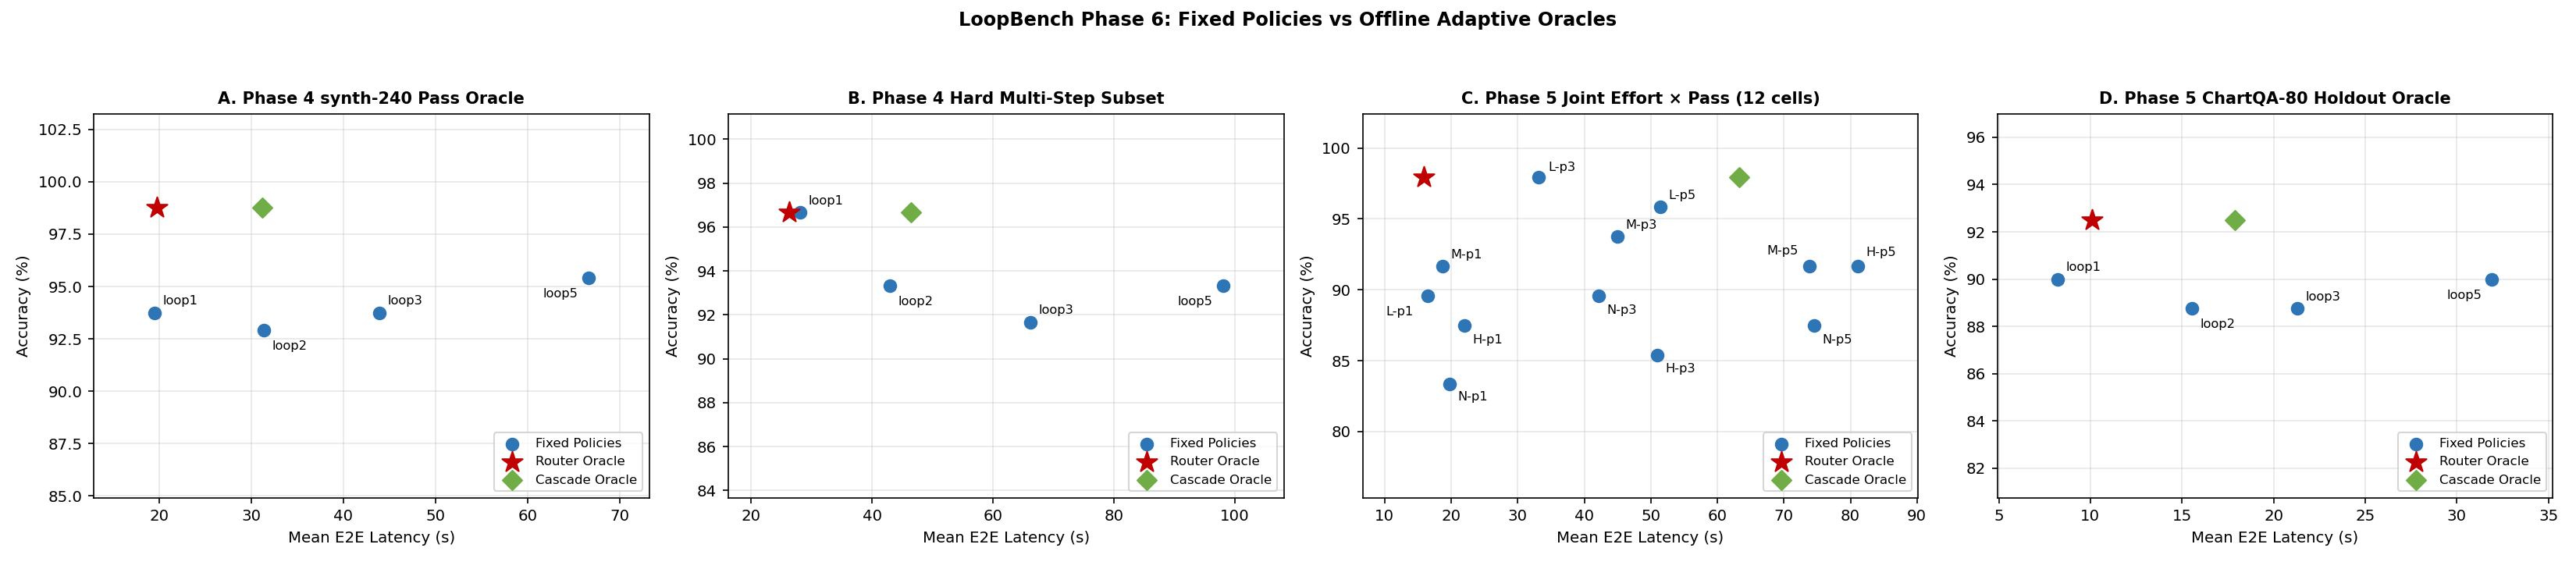 LoopBench Phase 6: Fixed Policies vs Offline Adaptive Oracles
A. Phase 4 synth-240 Pass Oracle
102.5
100.0
97.5
95.0
92.5
90.0
87.5
85.0
Accuracy (%)
loop1
loop2
loop3
loop5
Fixed Policies
Router Oracle
Cascade Oracle
20 30 40 50 60 70
Mean E2E Latency (s)
B. Phase 4 Hard Multi-Step Subset
100
98
96
94
92
90
88
86
84
Accuracy (%)
loop1
loop2
loop3
loop5
Fixed Policies
Router Oracle
Cascade Oracle
20 40 60 80 100
Mean E2E Latency (s)
C. Phase 5 Joint Effort × Pass (12 cells)
100
95
90
85
80
Accuracy (%)
L-p3
L-p5
M-p3
M-p1
M-p5
H-p5
L-p1
N-p3
H-p1
N-p5
H-p3
N-p1
Fixed Policies
Router Oracle
Cascade Oracle
10 20 30 40 50 60 70 80 90
Mean E2E Latency (s)
D. Phase 5 ChartQA-80 Holdout Oracle
96
94
92
90
88
86
84
82
Accuracy (%)
loop1
loop2
loop3
loop5
Fixed Policies
Router Oracle
Cascade Oracle
5 10 15 20 25 30 35
Mean E2E Latency (s)